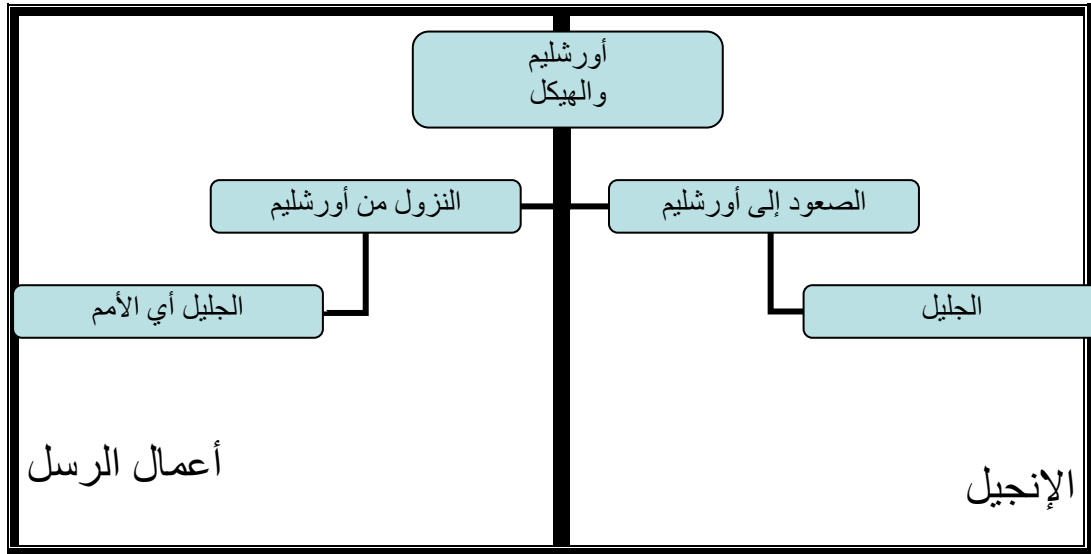 أورشليم
والهيكل
الصعود إلى أورشليم
النزول من أورشليم
الجليل
الجليل أي الأمم
الإنجيل
أعمال الرسل